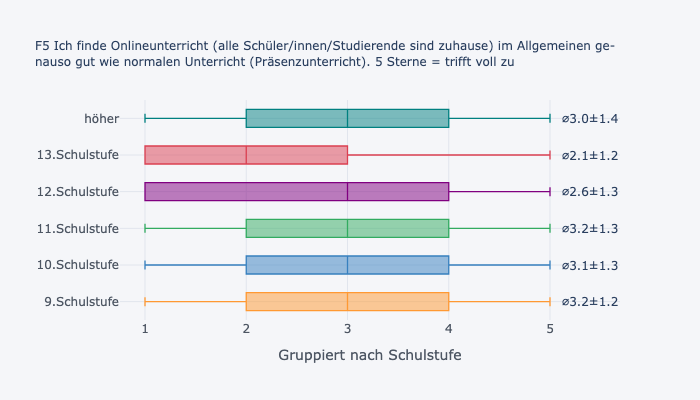 F5 Ich finde Onlineunterricht (alle Schüler/innen/Studierende sind zuhause) im Allgemeinen ge-
nauso gut wie normalen Unterricht (Präsenzunterricht). 5 Sterne = trifft voll zu
höher ⌀3.0±1.4
13.Schulstufe ⌀2.1±1.2
12.Schulstufe ⌀2.6±1.3
11.Schulstufe ⌀3.2±1.3
10.Schulstufe ⌀3.1±1.3
9.Schulstufe ⌀3.2±1.2
1 2 3 4 5
Gruppiert nach Schulstufe